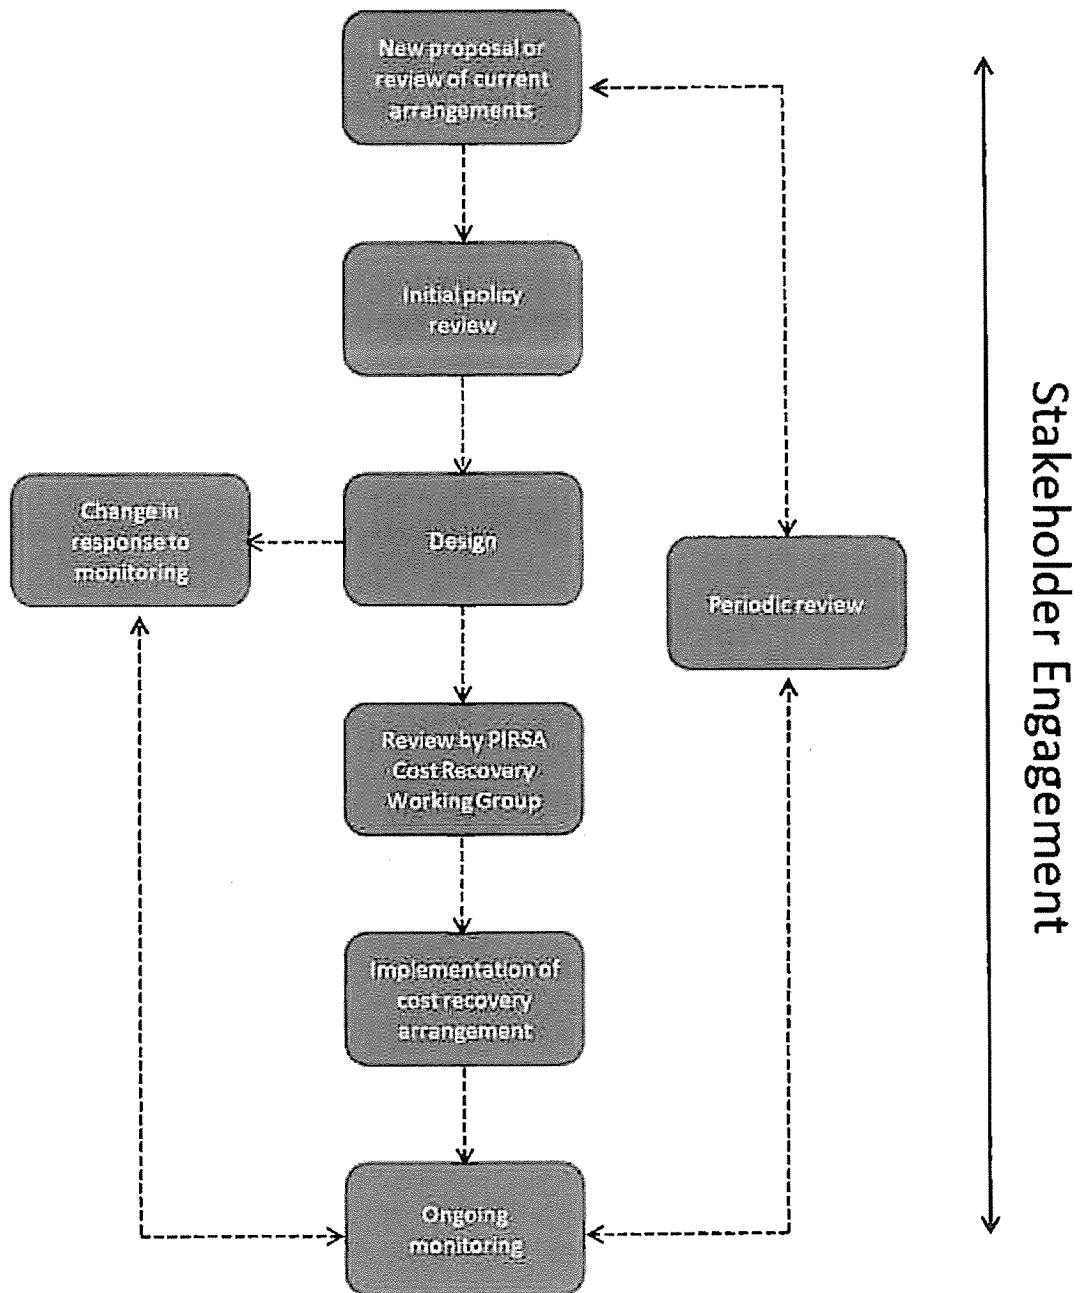 New proposal or
review of current
arrangements
Initial policy
review
Change in
response to
monitoring
Design
Periodic review
Review by PIRSA
Cost Recovery
Working Group
Implementation of
cost recovery
arrangement
Ongoing
monitoring
Stakeholder Engagement